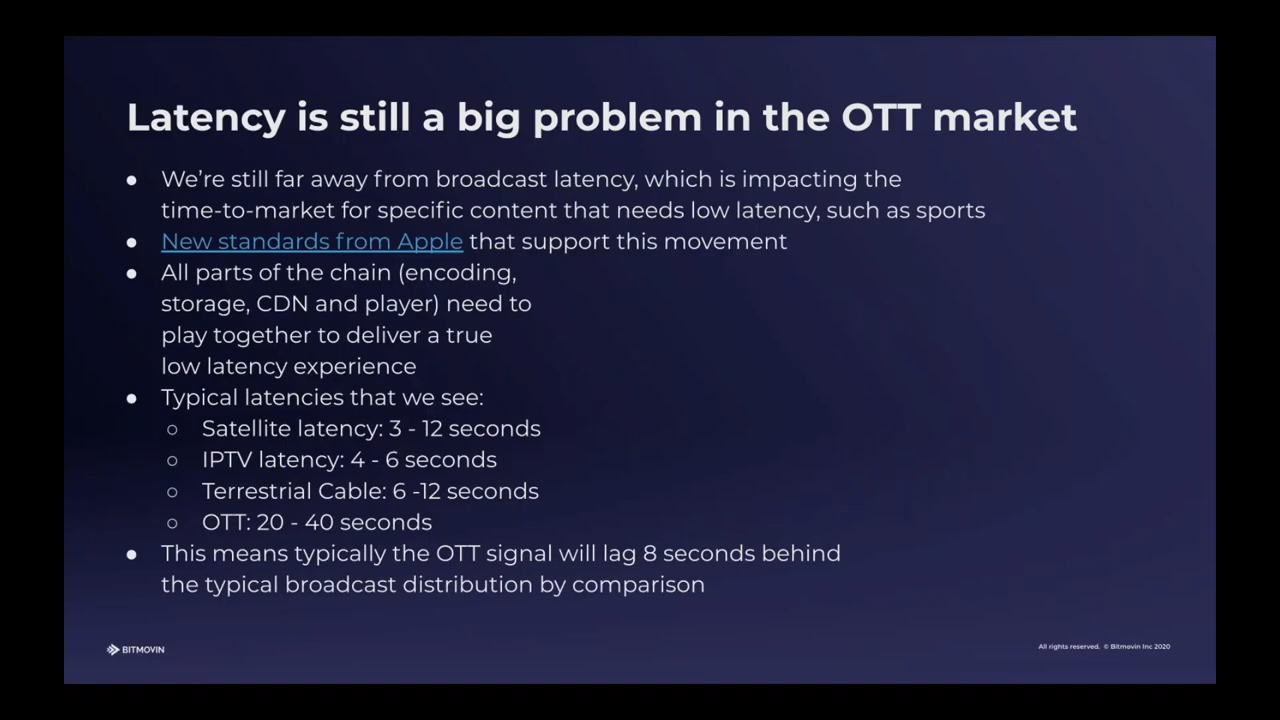 Latency is still a big problem in the OTT market
● We're still far away from broadcast latency, which is impacting the
time-to-market for specific content that needs low latency, such as sports
● New standards from Apple that support this movement
● All parts of the chain (encoding,
storage, CDN and player) need to
play together to deliver a true
low latency experience
● Typical latencies that we see:
○ Satellite latency: 3 - 12 seconds
○ IPTV latency: 4 - 6 seconds
○ Terrestrial Cable: 6 -12 seconds
○ OTT: 20 - 40 seconds
● This means typically the OTT signal will lag 8 seconds behind
the typical broadcast distribution by comparison
BITMOVIN
All rights reserved. © Bitmovin Inc 2020